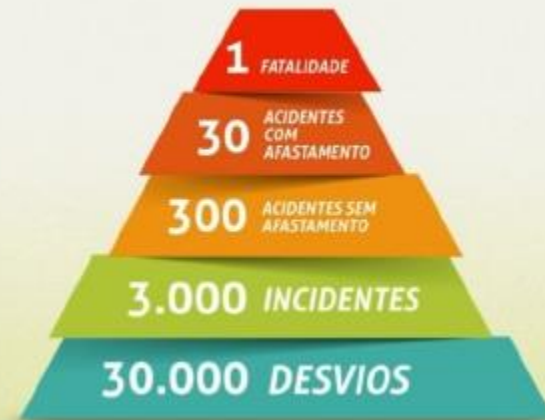 1 FATALIDADE
30 ACIDENTES
COM
AFASTAMENTO
300 ACIDENTES SEM
AFASTAMENTO
3.000 INCIDENTES
30.000 DESVIOS